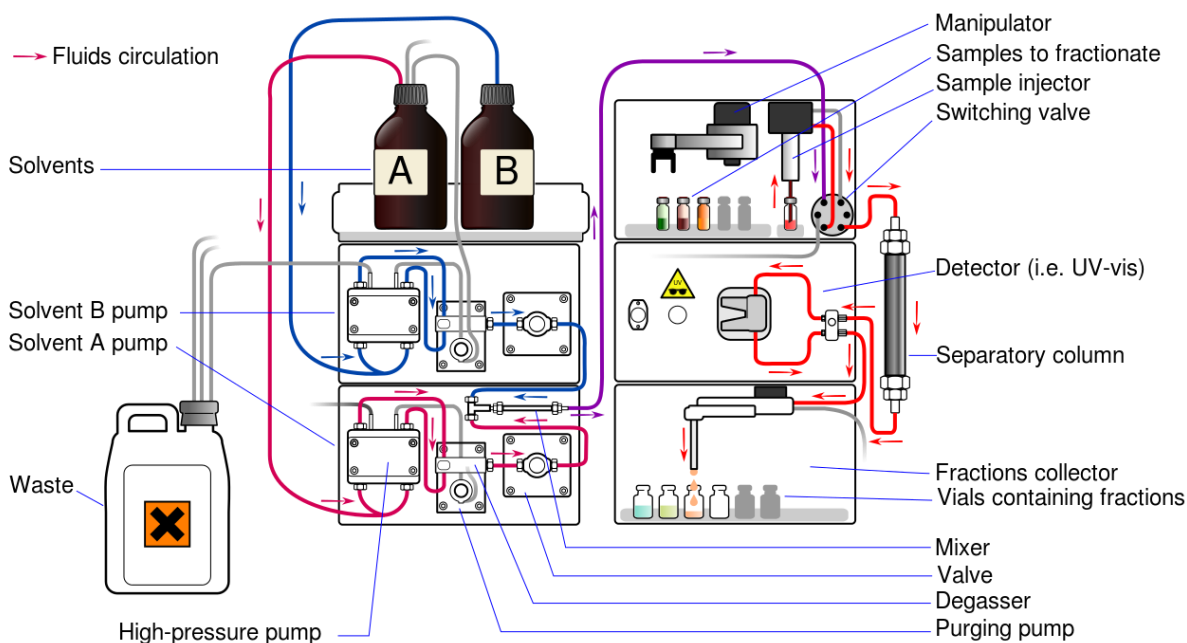 Fluids circulation
Manipulator
Samples to fractionate
Sample injector
Switching valve
Solvents
A
B
UV
Solvent B pump
Solvent A pump
Detector (i.e. UV-vis)
Separatory column
Waste
Fractions collector
Vials containing fractions
Mixer
Valve
Degasser
Purging pump
High-pressure pump